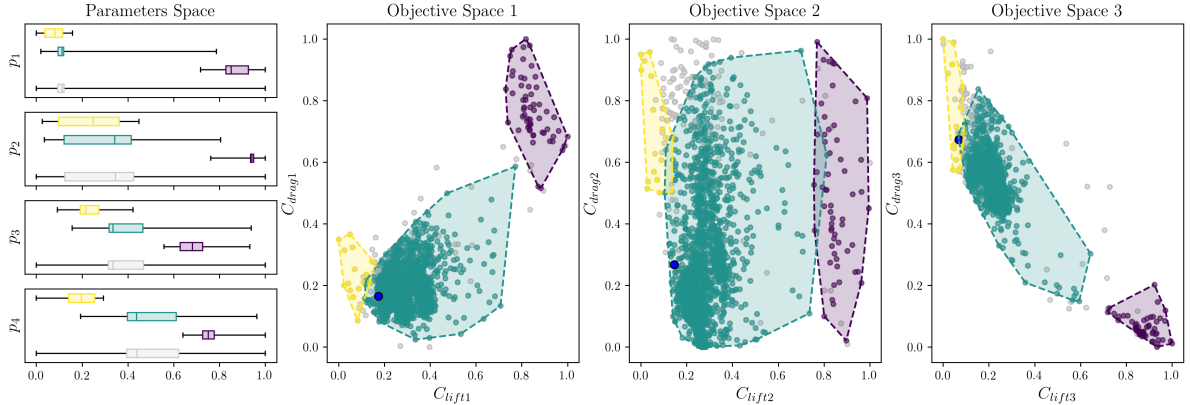 Parameters Space
p1
p2
p3
p4
0.0 0.2 0.4 0.6 0.8 1.0
Objective Space 1
Cdrag1
1.0
0.8
0.6
0.4
0.2
0.0
0.0 0.2 0.4 0.6 0.8 1.0
Clift1
Objective Space 2
Cdrag2
1.0
0.8
0.6
0.4
0.2
0.0
0.0 0.2 0.4 0.6 0.8 1.0
Clift2
Objective Space 3
Cdrag3
1.0
0.8
0.6
0.4
0.2
0.0
0.0 0.2 0.4 0.6 0.8 1.0
Clift3